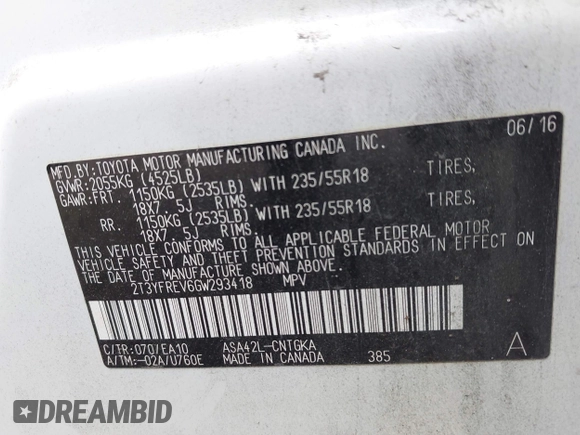 06/16
MFD.BY:TOYOTA MOTOR MANUFACTURING CANADA INC.
GVWR:2055KG (4525LB)
GAWR:FRT. 1150KG (2535LB) WITH 235/55R18 TIRES,
18X7 5J RIMS.
RR. 1150KG (2535LB) WITH 235/55R18 TIRES,
18X7 5J RIMS.
THIS VEHICLE CONFORMS TO ALL APPLICABLE FEDERAL MOTOR
VEHICLE SAFETY AND THEFT PREVENTION STANDARDS IN EFFECT ON
THE DATE OF MANUFACTURE SHOWN ABOVE.
2T3YFREV6GW293418 MPV
C/TR:070/EA10 ASA42L-CNTGKA
A/TM:-02A/U760E MADE IN CANADA 385 A
DREAMBID
dreambid.com